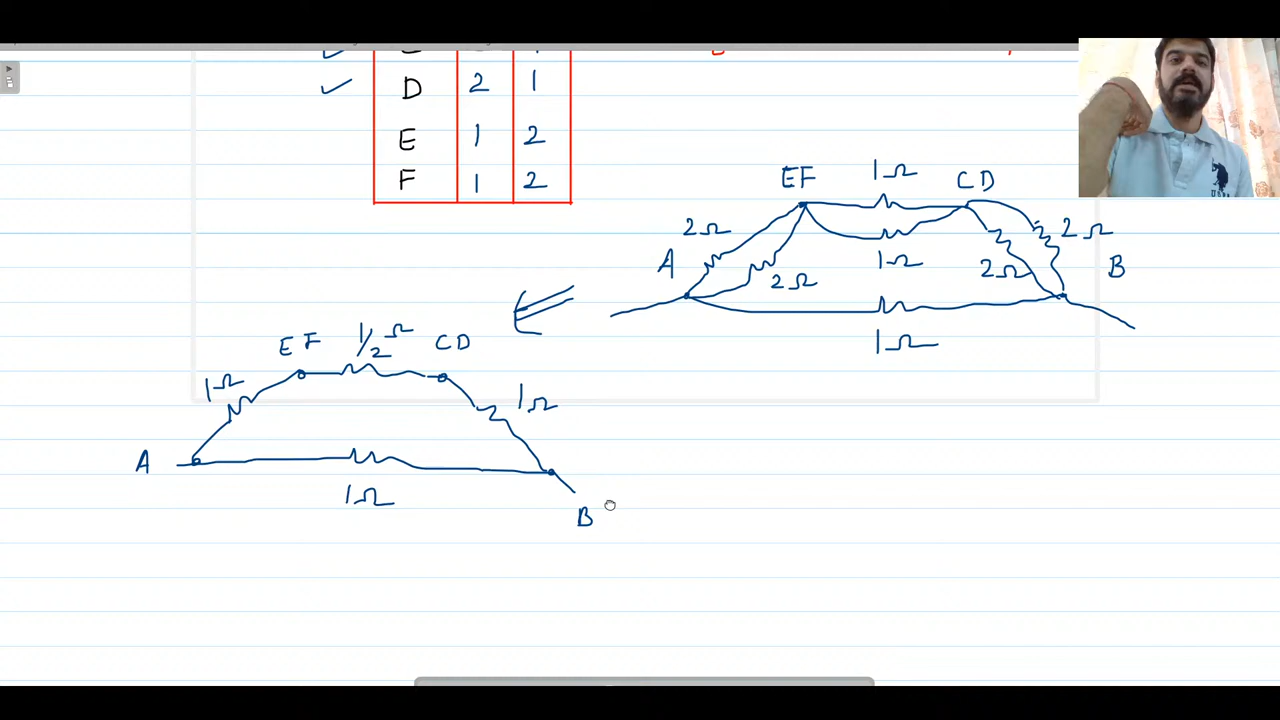 D 2 1
E 1 2
F 1 2
EF 1Ω CD
2Ω 2Ω
A 1Ω B
2Ω 2Ω
1Ω
EF 1/2 Ω CD
1Ω 1Ω
A
1Ω
B